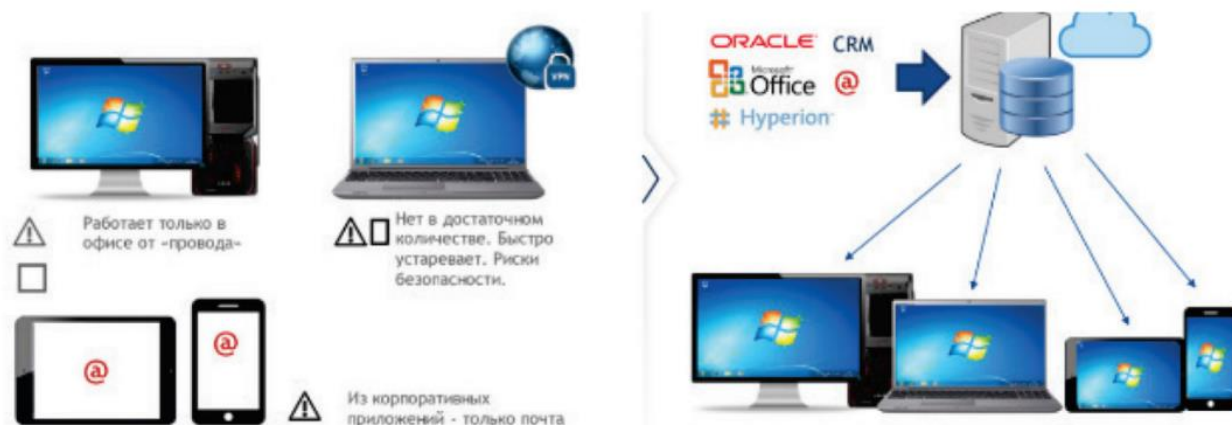 VPN
Работает только в
офисе от «провода»
Нет в достаточном
количестве. Быстро
устаревает. Риски
безопасности.
@
@
Из корпоративных
приложений - только почта
ORACLE CRM
Microsoft
Office @
Hyperion